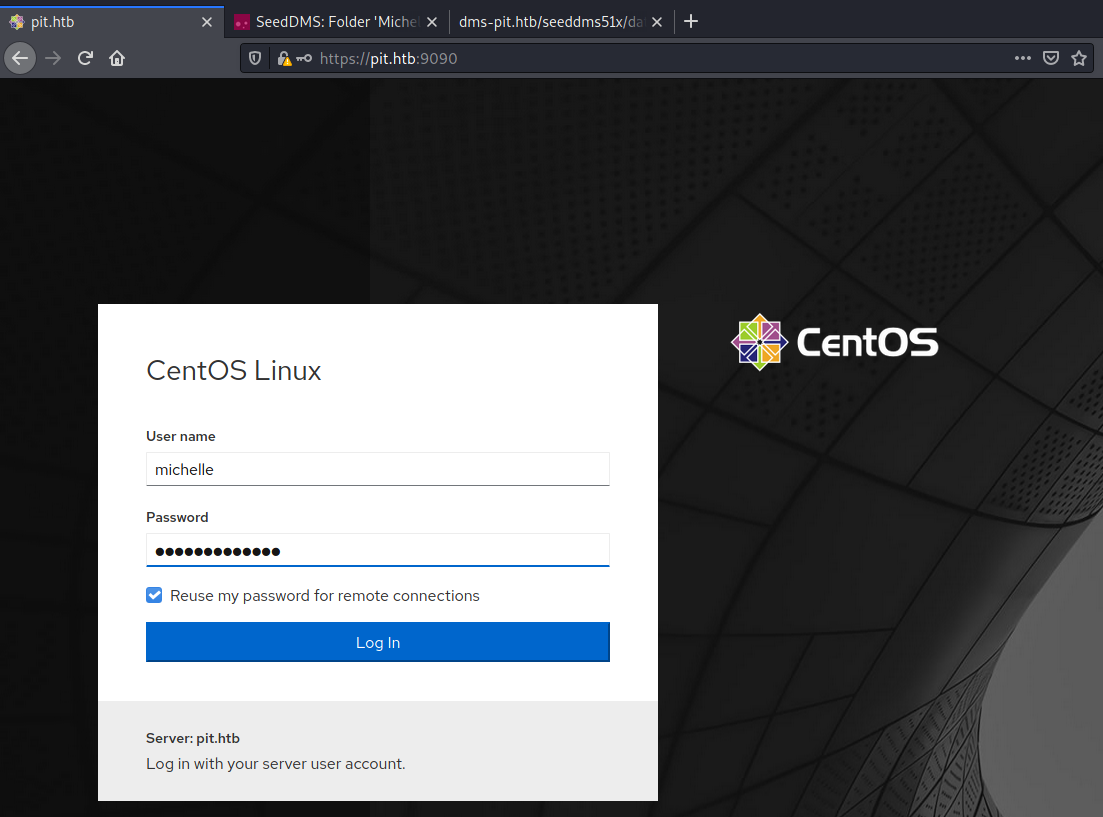 pit.htb
SeedDMS: Folder 'Miche
dms-pit.htb/seeddms51x/da
https://pit.htb:9090
CentOS Linux
CentOS
User name
michelle
Password
●●●●●●●●●●●●●
Reuse my password for remote connections
Log In
Server: pit.htb
Log in with your server user account.